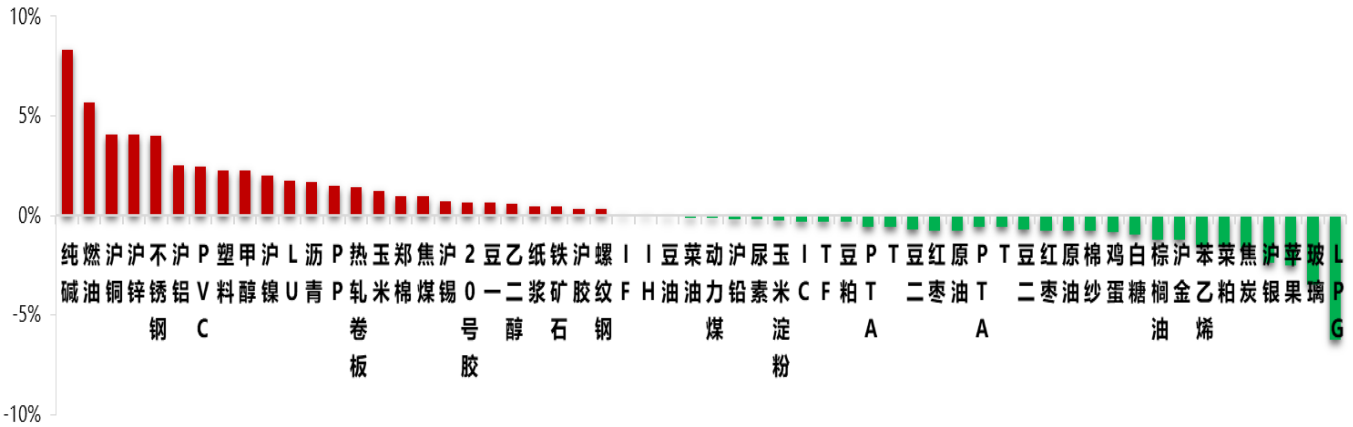 10%
5%
0%
-5%
-10%
纯碱
燃油
沪铜
沪锌
不锈钢
沪铝
PVC
塑料
甲醇
沪镍
LU
沥青
PP
热轧卷板
玉米
郑棉
焦煤
沪锡
20号胶
豆一
乙二醇
纸浆
铁矿石
沪胶
螺纹钢
IF
IH
豆油
菜油
动力煤
沪铅
尿素
玉米淀粉
IC
TF
豆粕
PTA
T
豆二
红枣
原油
PTA
T
豆二
红枣
原油
棉纱
鸡蛋
白糖
棕榈油
沪金
苯乙烯
菜粕
焦炭
沪银
苹果
玻璃
LPG